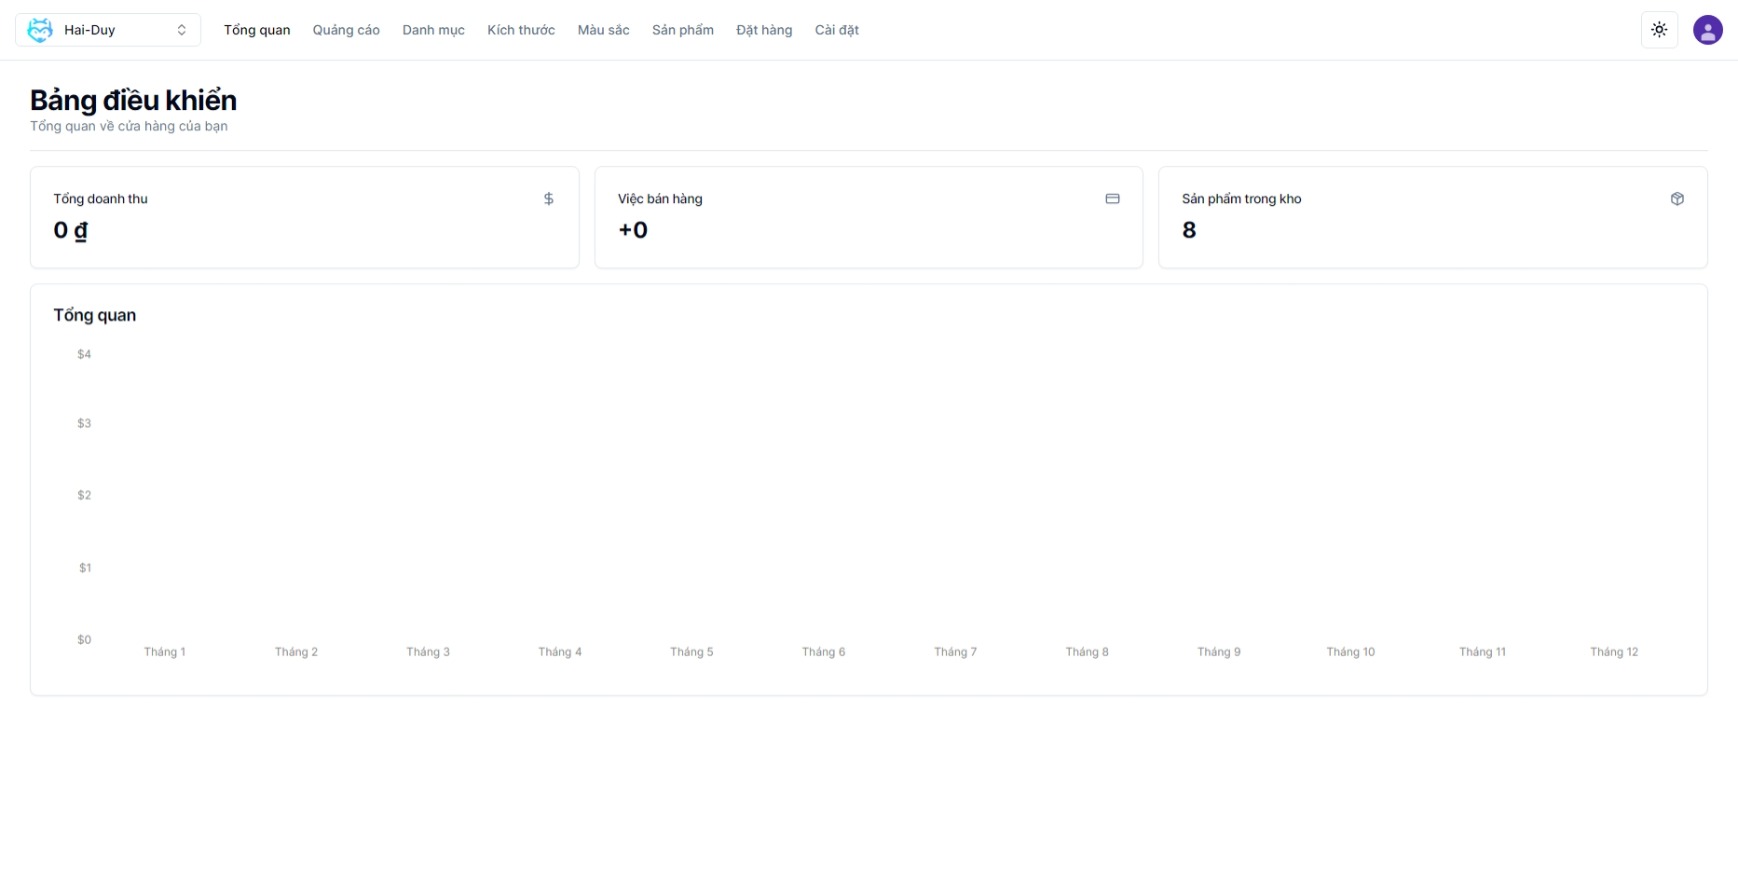 Hai-Duy
Tổng quan Quảng cáo Danh mục Kích thước Màu sắc Sản phẩm Đặt hàng Cài đặt
Bảng điều khiển
Tổng quan về cửa hàng của bạn
Tổng doanh thu
0 ₫
Việc bán hàng
+0
Sản phẩm trong kho
8
Tổng quan
$4
$3
$2
$1
$0
Tháng 1 Tháng 2 Tháng 3 Tháng 4 Tháng 5 Tháng 6 Tháng 7 Tháng 8 Tháng 9 Tháng 10 Tháng 11 Tháng 12